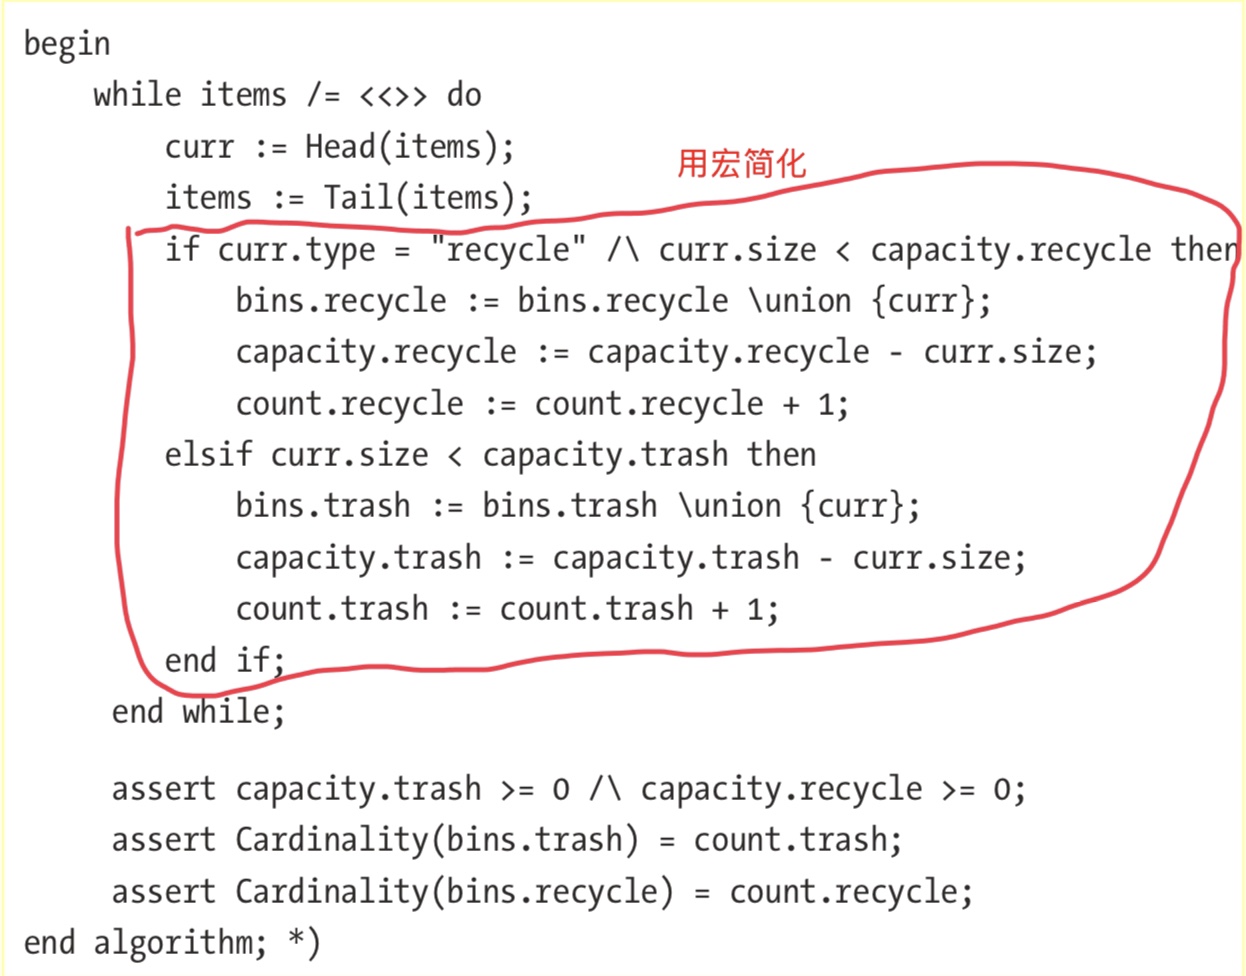 begin
    while items /= <<>> do
        curr := Head(items);
用宏简化
        items := Tail(items);
        if curr.type = "recycle" /\ curr.size < capacity.recycle then
            bins.recycle := bins.recycle \union {curr};
            capacity.recycle := capacity.recycle - curr.size;
            count.recycle := count.recycle + 1;
        elsif curr.size < capacity.trash then
            bins.trash := bins.trash \union {curr};
            capacity.trash := capacity.trash - curr.size;
            count.trash := count.trash + 1;
        end if;
     end while;
     assert capacity.trash >= 0 /\ capacity.recycle >= 0;
     assert Cardinality(bins.trash) = count.trash;
     assert Cardinality(bins.recycle) = count.recycle;
end algorithm; *)